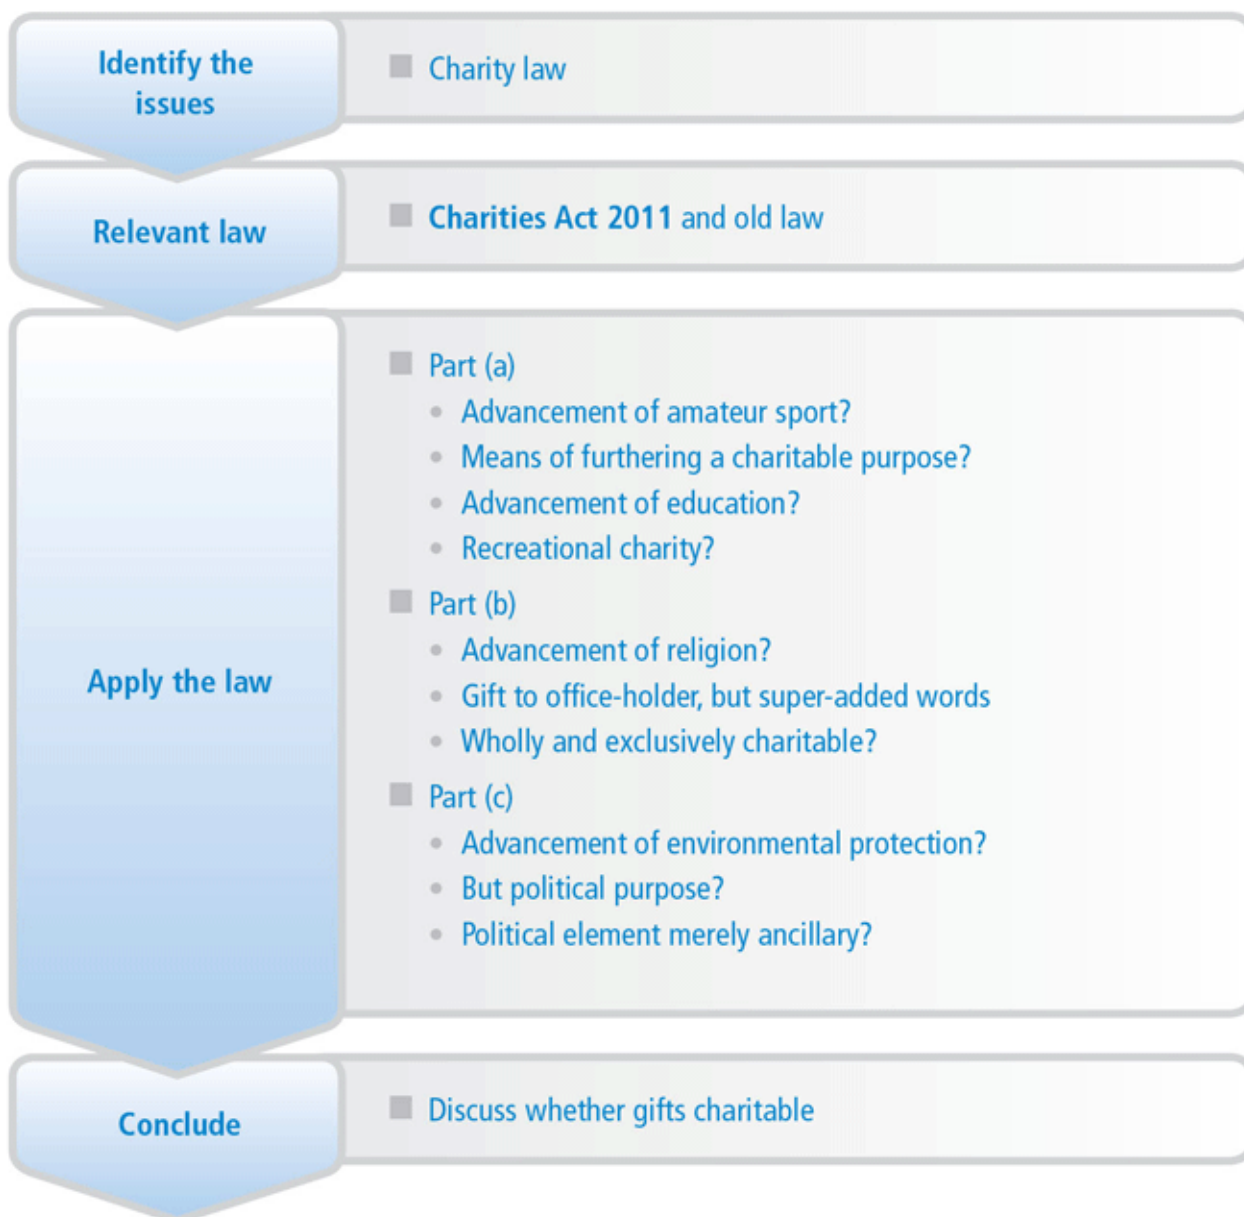 Identify the
issues
■ Charity law
Relevant law
■ Charities Act 2011 and old law
Apply the law
■ Part (a)
• Advancement of amateur sport?
• Means of furthering a charitable purpose?
• Advancement of education?
• Recreational charity?
■ Part (b)
• Advancement of religion?
• Gift to office-holder, but super-added words
• Wholly and exclusively charitable?
■ Part (c)
• Advancement of environmental protection?
• But political purpose?
• Political element merely ancillary?
Conclude
■ Discuss whether gifts charitable